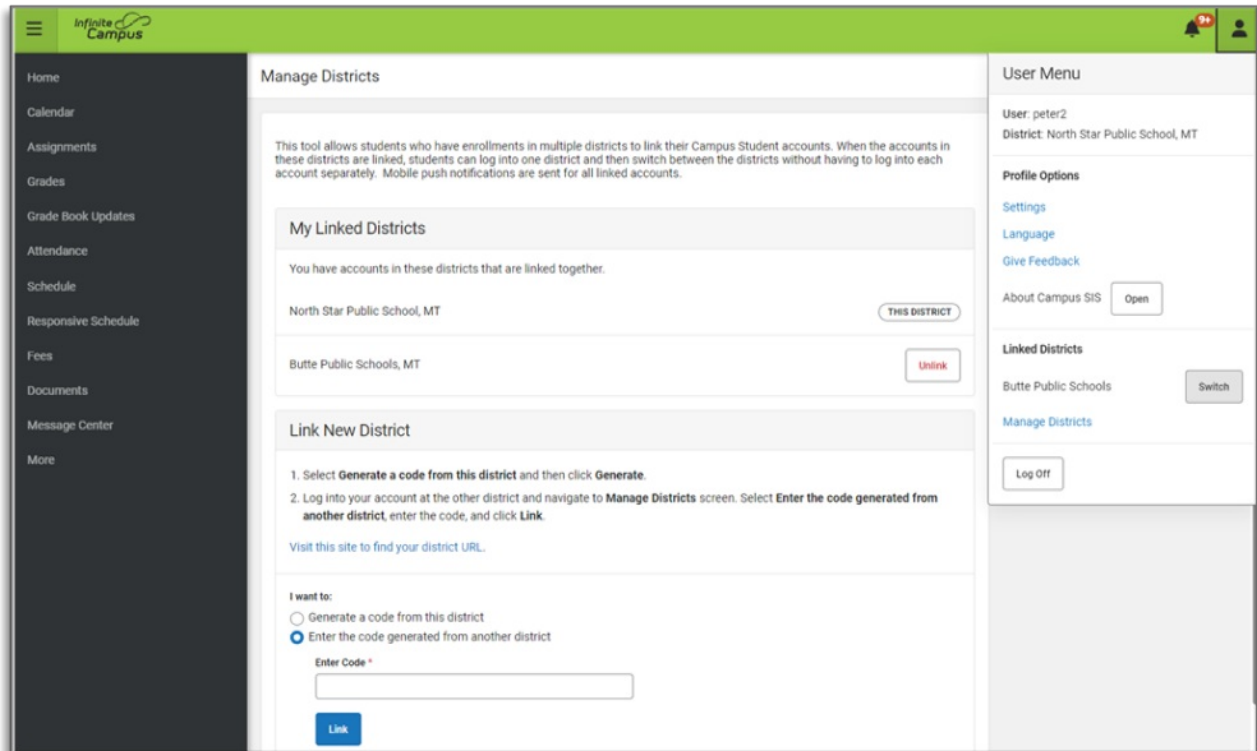 Infinite
Campus
9+
Home
Calendar
Assignments
Grades
Grade Book Updates
Attendance
Schedule
Responsive Schedule
Fees
Documents
Message Center
More
Manage Districts
This tool allows students who have enrollments in multiple districts to link their Campus Student accounts. When the accounts in
these districts are linked, students can log into one district and then switch between the districts without having to log into each
account separately. Mobile push notifications are sent for all linked accounts.
My Linked Districts
You have accounts in these districts that are linked together.
North Star Public School, MT
THIS DISTRICT
Butte Public Schools, MT
Unlink
Link New District
1. Select Generate a code from this district and then click Generate.
2. Log into your account at the other district and navigate to Manage Districts screen. Select Enter the code generated from
another district, enter the code, and click Link.
Visit this site to find your district URL.
I want to:
Generate a code from this district
Enter the code generated from another district
Enter Code *
Link
User Menu
User: peter2
District: North Star Public School, MT
Profile Options
Settings
Language
Give Feedback
About Campus SIS Open
Linked Districts
Butte Public Schools Switch
Manage Districts
Log Off